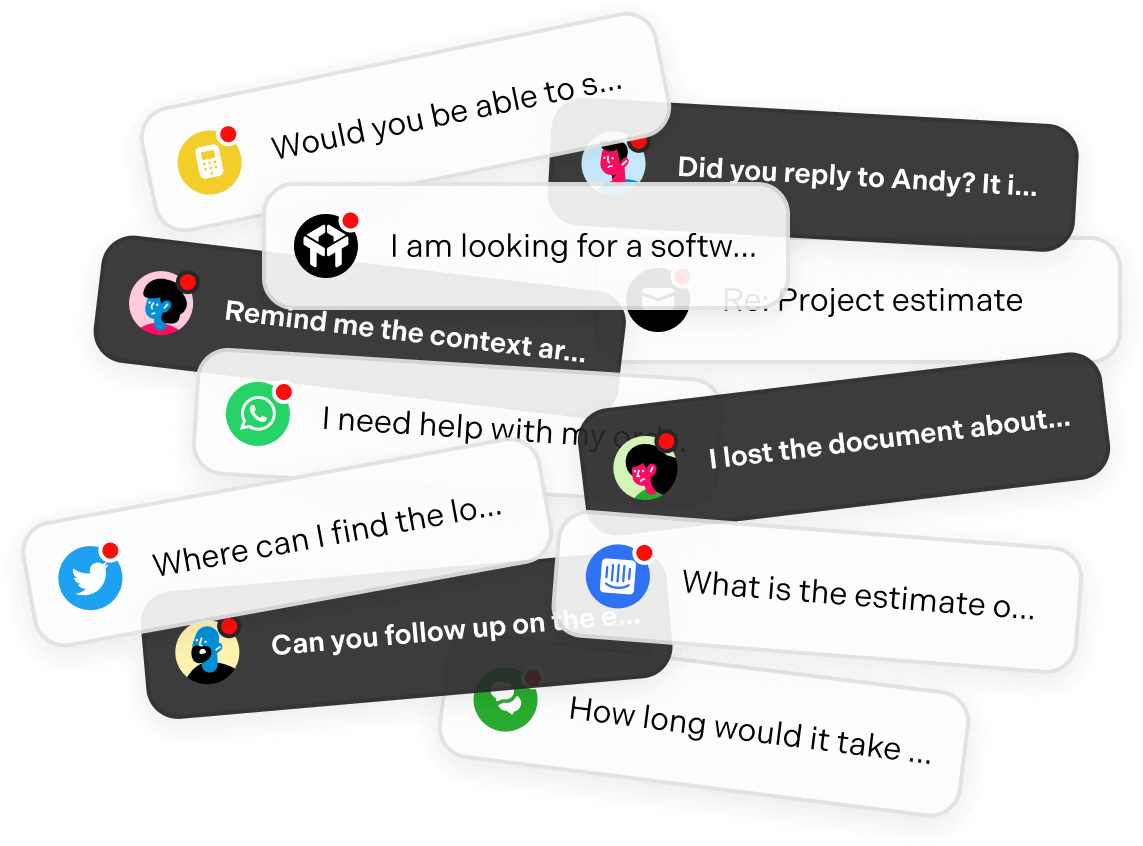 Would you be able to s...
Did you reply to Andy? It i...
I am looking for a softw...
Re: Project estimate
Remind me the context ar...
I need help with my ord...
I lost the document about...
Where can I find the lo...
What is the estimate o...
Can you follow up on the e...
How long would it take ...